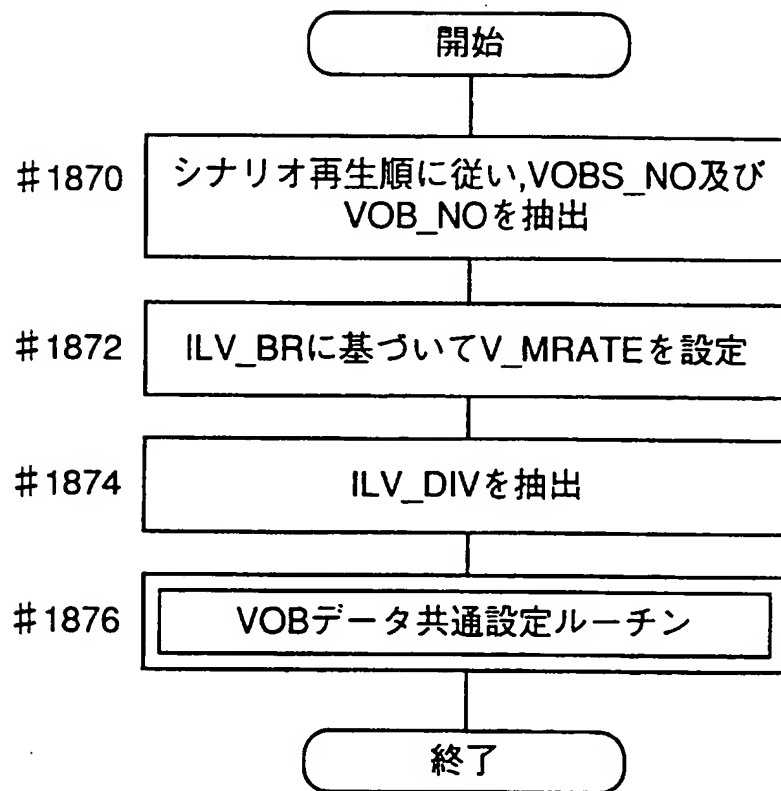 開始
#1870
シナリオ再生順に従い,VOBS_NO及び
VOB_NOを抽出
#1872
ILV_BRに基づいてV_MRATEを設定
#1874
ILV_DIVを抽出
#1876
VOBデータ共通設定ルーチン
終了